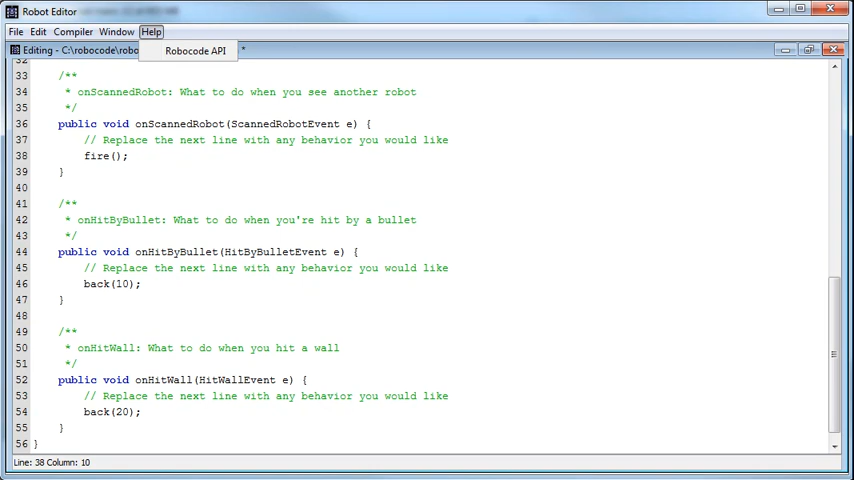 Robot Editor
File Edit Compiler Window Help
Robocode API
Editing - C:\robocode\robo *
32
33 /**
34 * onScannedRobot: What to do when you see another robot
35 */
36 public void onScannedRobot(ScannedRobotEvent e) {
37 // Replace the next line with any behavior you would like
38 fire();
39 }
40
41 /**
42 * onHitByBullet: What to do when you're hit by a bullet
43 */
44 public void onHitByBullet(HitByBulletEvent e) {
45 // Replace the next line with any behavior you would like
46 back(10);
47 }
48
49 /**
50 * onHitWall: What to do when you hit a wall
51 */
52 public void onHitWall(HitWallEvent e) {
53 // Replace the next line with any behavior you would like
54 back(20);
55 }
56 }
Line: 38 Column: 10